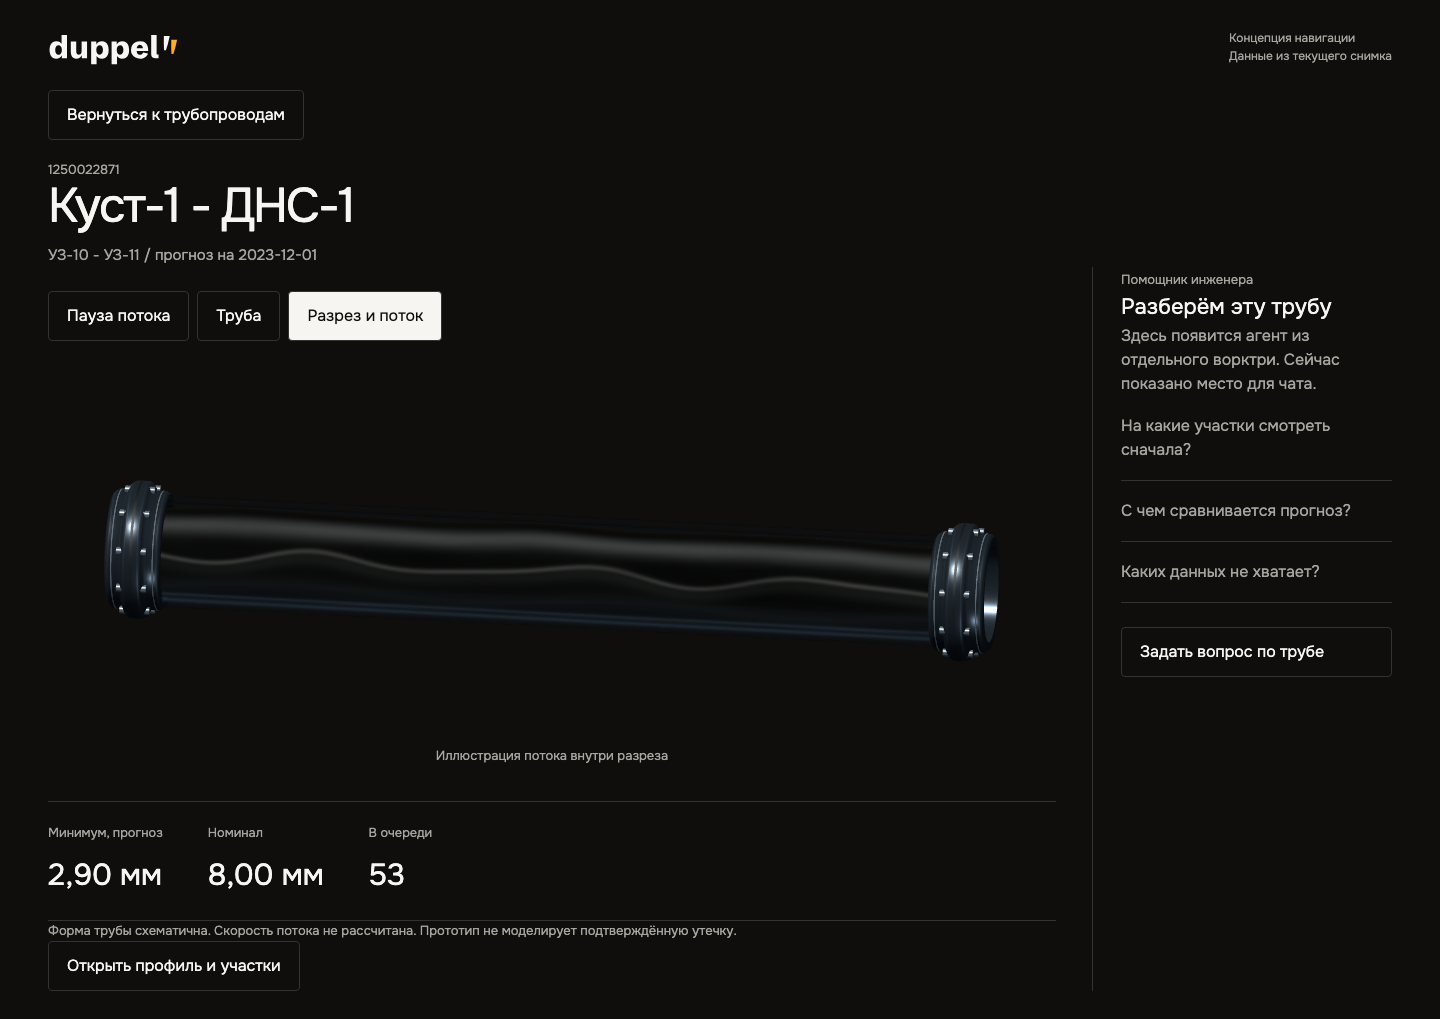 duppel
Концепция навигации
Данные из текущего снимка
Вернуться к трубопроводам
1250022871
Куст-1 - ДНС-1
УЗ-10 - УЗ-11 / прогноз на 2023-12-01
Пауза потока
Труба
Разрез и поток
Иллюстрация потока внутри разреза
Минимум, прогноз
Номинал
В очереди
2,90 мм
8,00 мм
53
Форма трубы схематична. Скорость потока не рассчитана. Прототип не моделирует подтверждённую утечку.
Открыть профиль и участки
Помощник инженера
Разберём эту трубу
Здесь появится агент из
отдельного ворктри. Сейчас
показано место для чата.
На какие участки смотреть
сначала?
С чем сравнивается прогноз?
Каких данных не хватает?
Задать вопрос по трубе